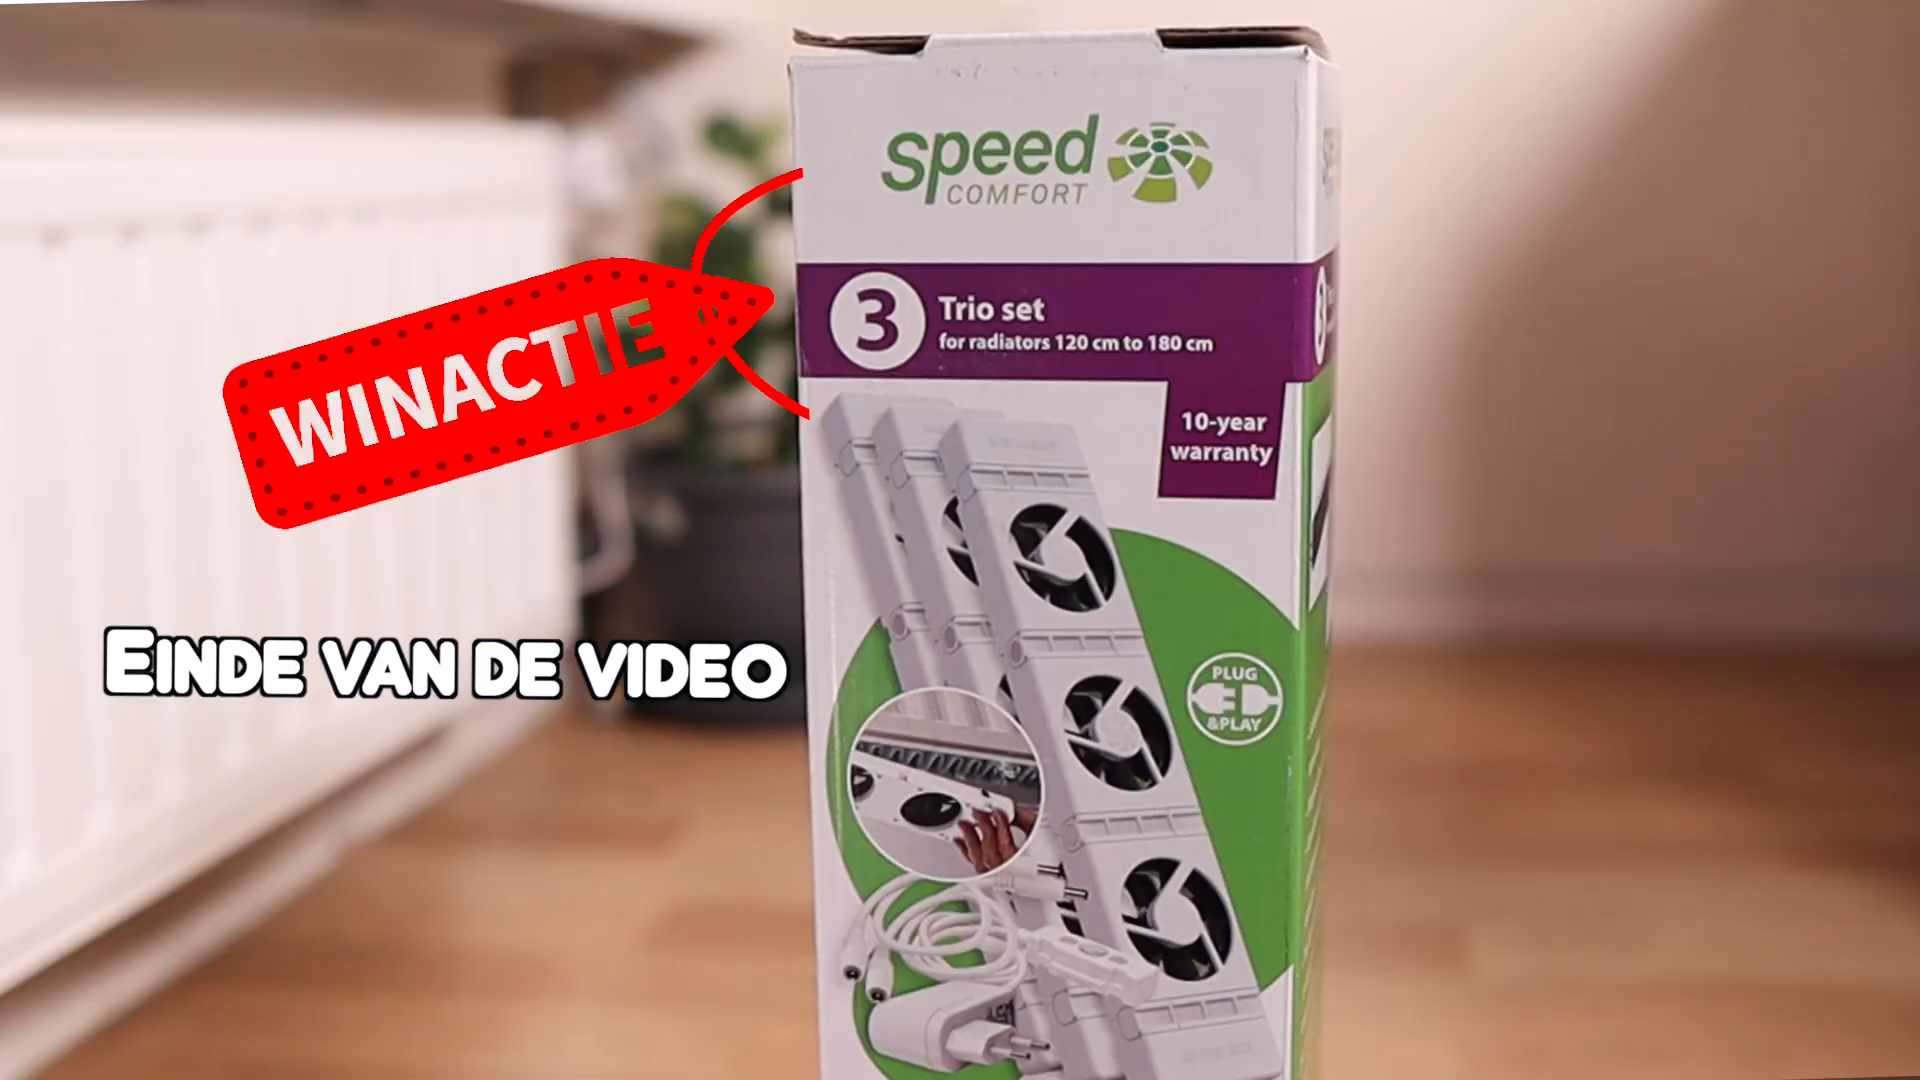 speed
COMFORT
3
Trio set
for radiators 120 cm to 180 cm
10-year
warranty
WINACTIE
EINDE VAN DE VIDEO
PLUG
&PLAY